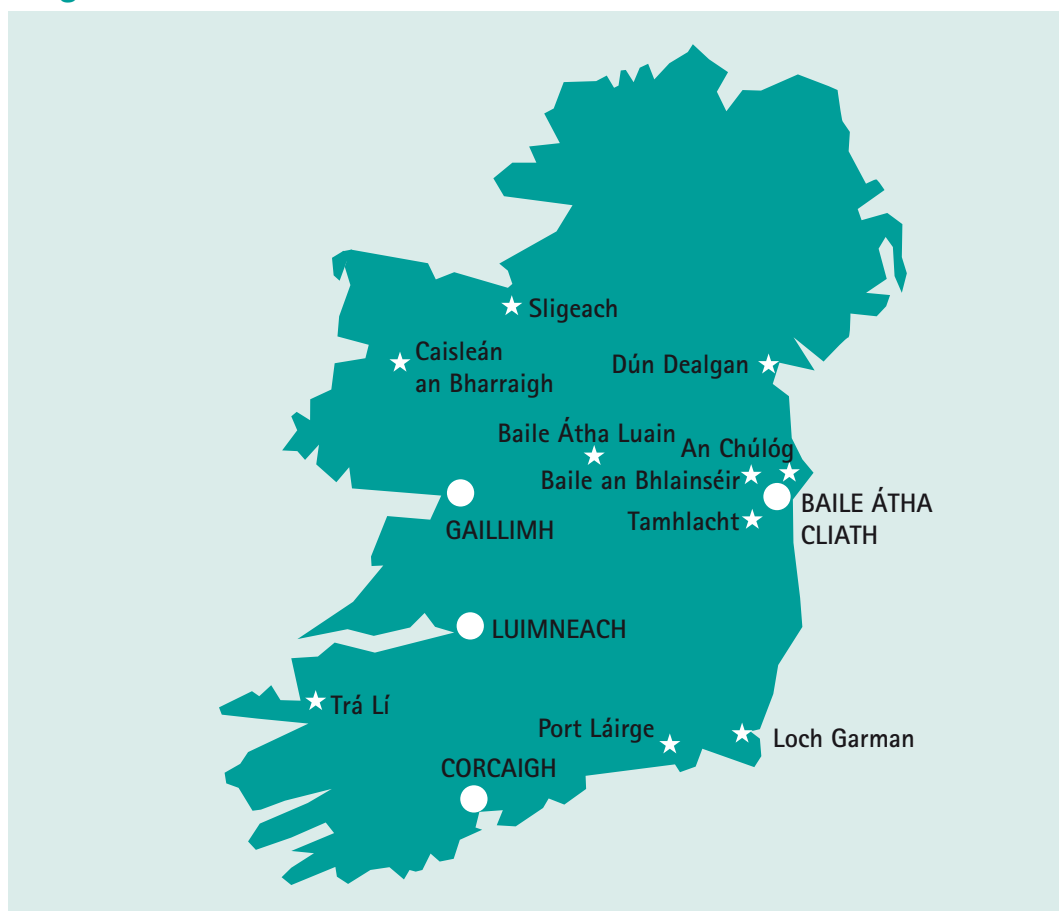 Sligeach
Caisleán
an Bharraigh
Dún Dealgan
Baile Átha Luain
An Chúlóg
Baile an Bhlainséir
BAILE ÁTHA
CLIATH
Tamhlacht
GAILLIMH
LUIMNEACH
Trá Lí
Port Láirge
Loch Garman
CORCAIGH